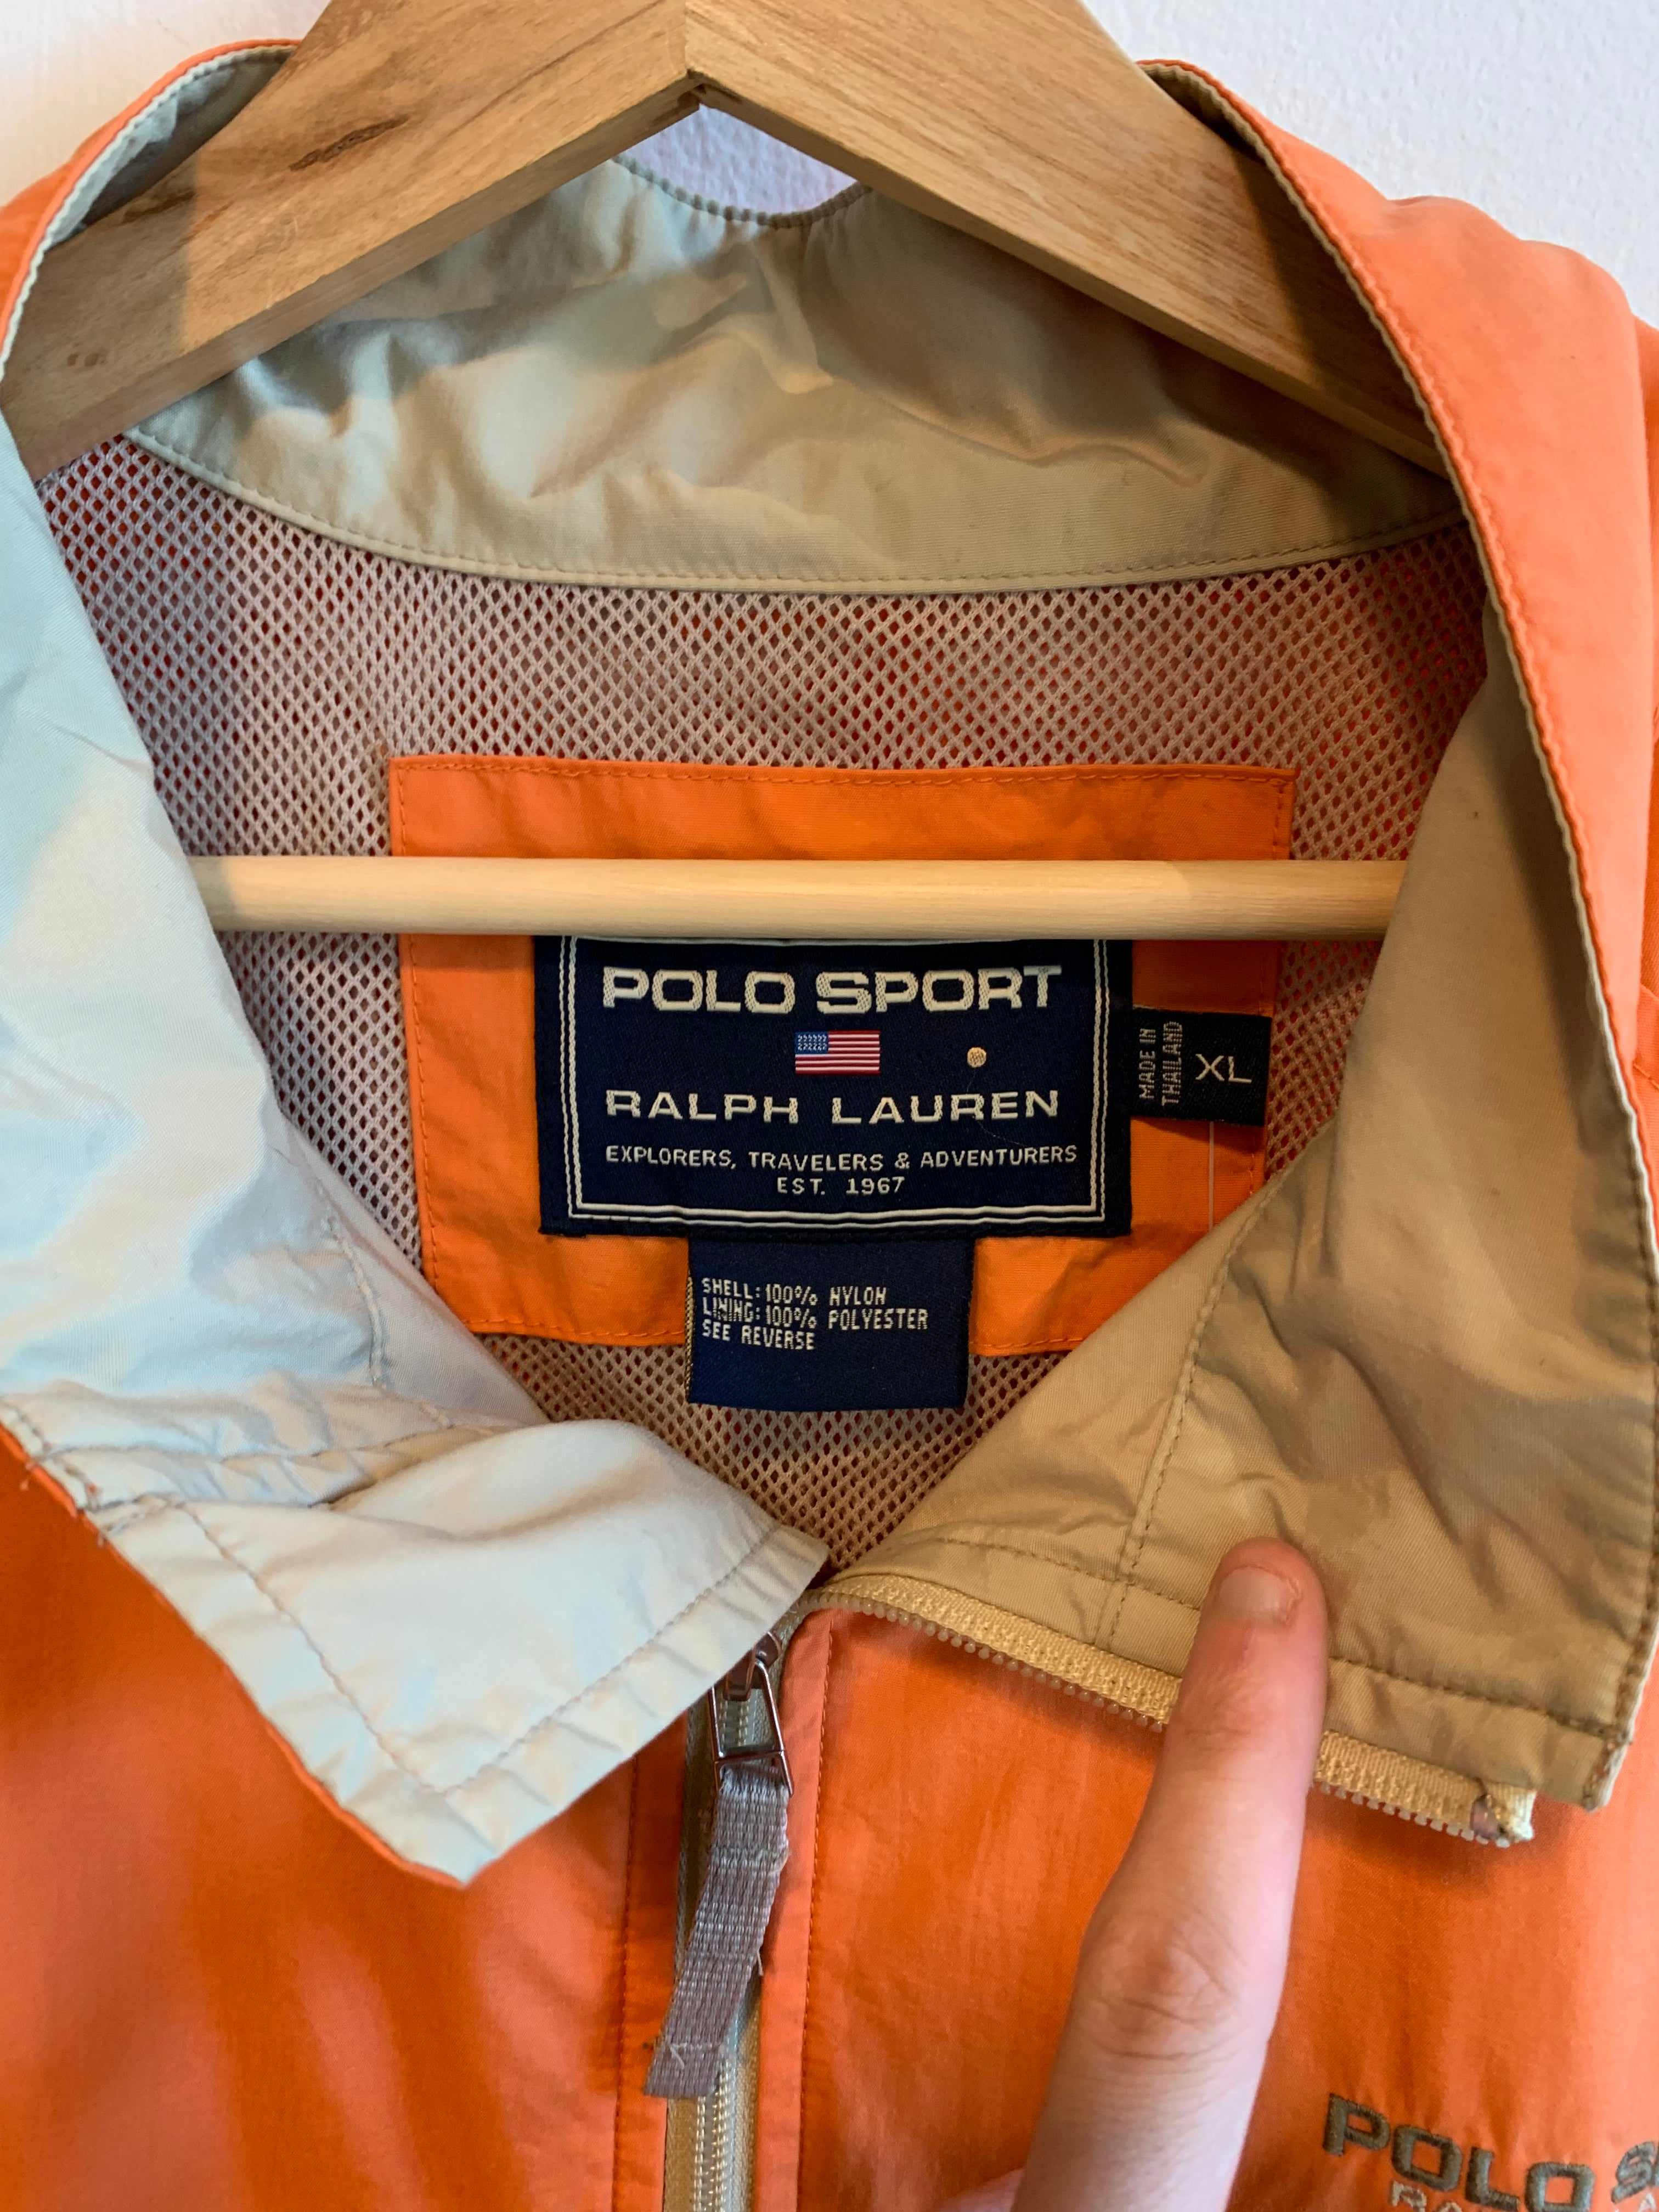 POLO SPORT
RALPH LAUREN
EXPLORERS, TRAVELERS & ADVENTURERS
EST. 1967
MADE IN
THAILAND
XL
SHELL: 100% NYLON
LINING: 100% POLYESTER
SEE REVERSE
POLO